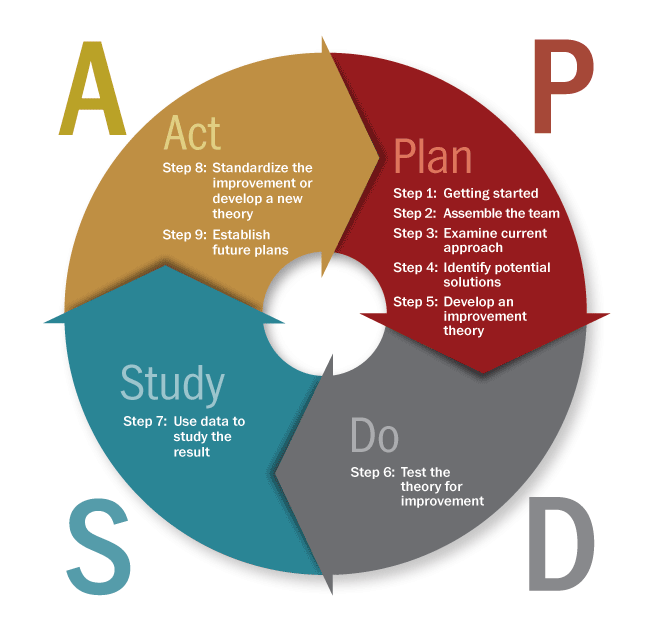 A
P
Act
Step 8: Standardize the
improvement or
develop a new
theory
Step 9: Establish
future plans
Plan
Step 1: Getting started
Step 2: Assemble the team
Step 3: Examine current
approach
Step 4: Identify potential
solutions
Step 5: Develop an
improvement
theory
Study
Step 7: Use data to
study the
result
Do
Step 6: Test the
theory for
improvement
S
D